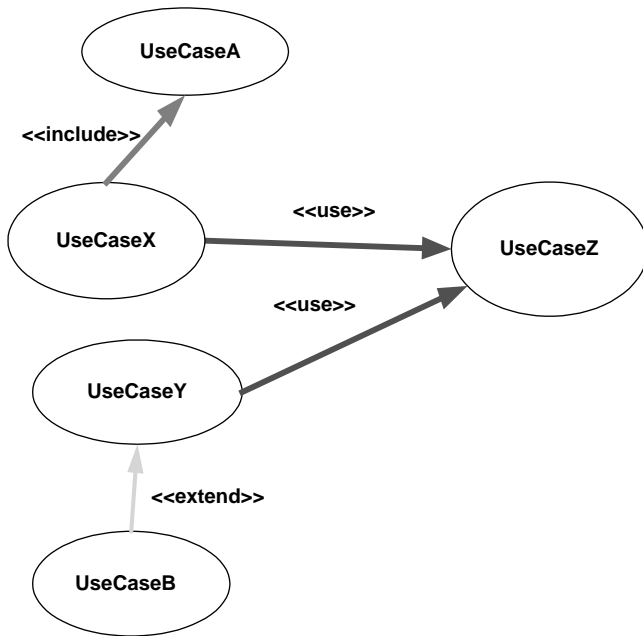 UseCaseA
<<include>>
<<use>>
UseCaseX
UseCaseZ
<<use>>
UseCaseY
<<extend>>
UseCaseB